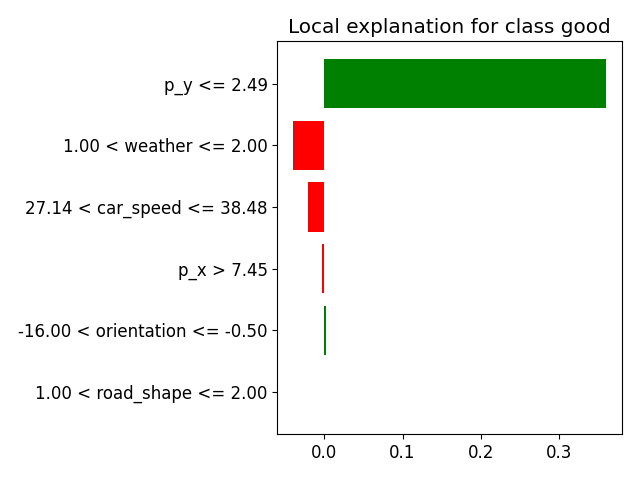 Local explanation for class good
p_y <= 2.49
1.00 < weather <= 2.00
27.14 < car_speed <= 38.48
p_x > 7.45
-16.00 < orientation <= -0.50
1.00 < road_shape <= 2.00
0.0 0.1 0.2 0.3